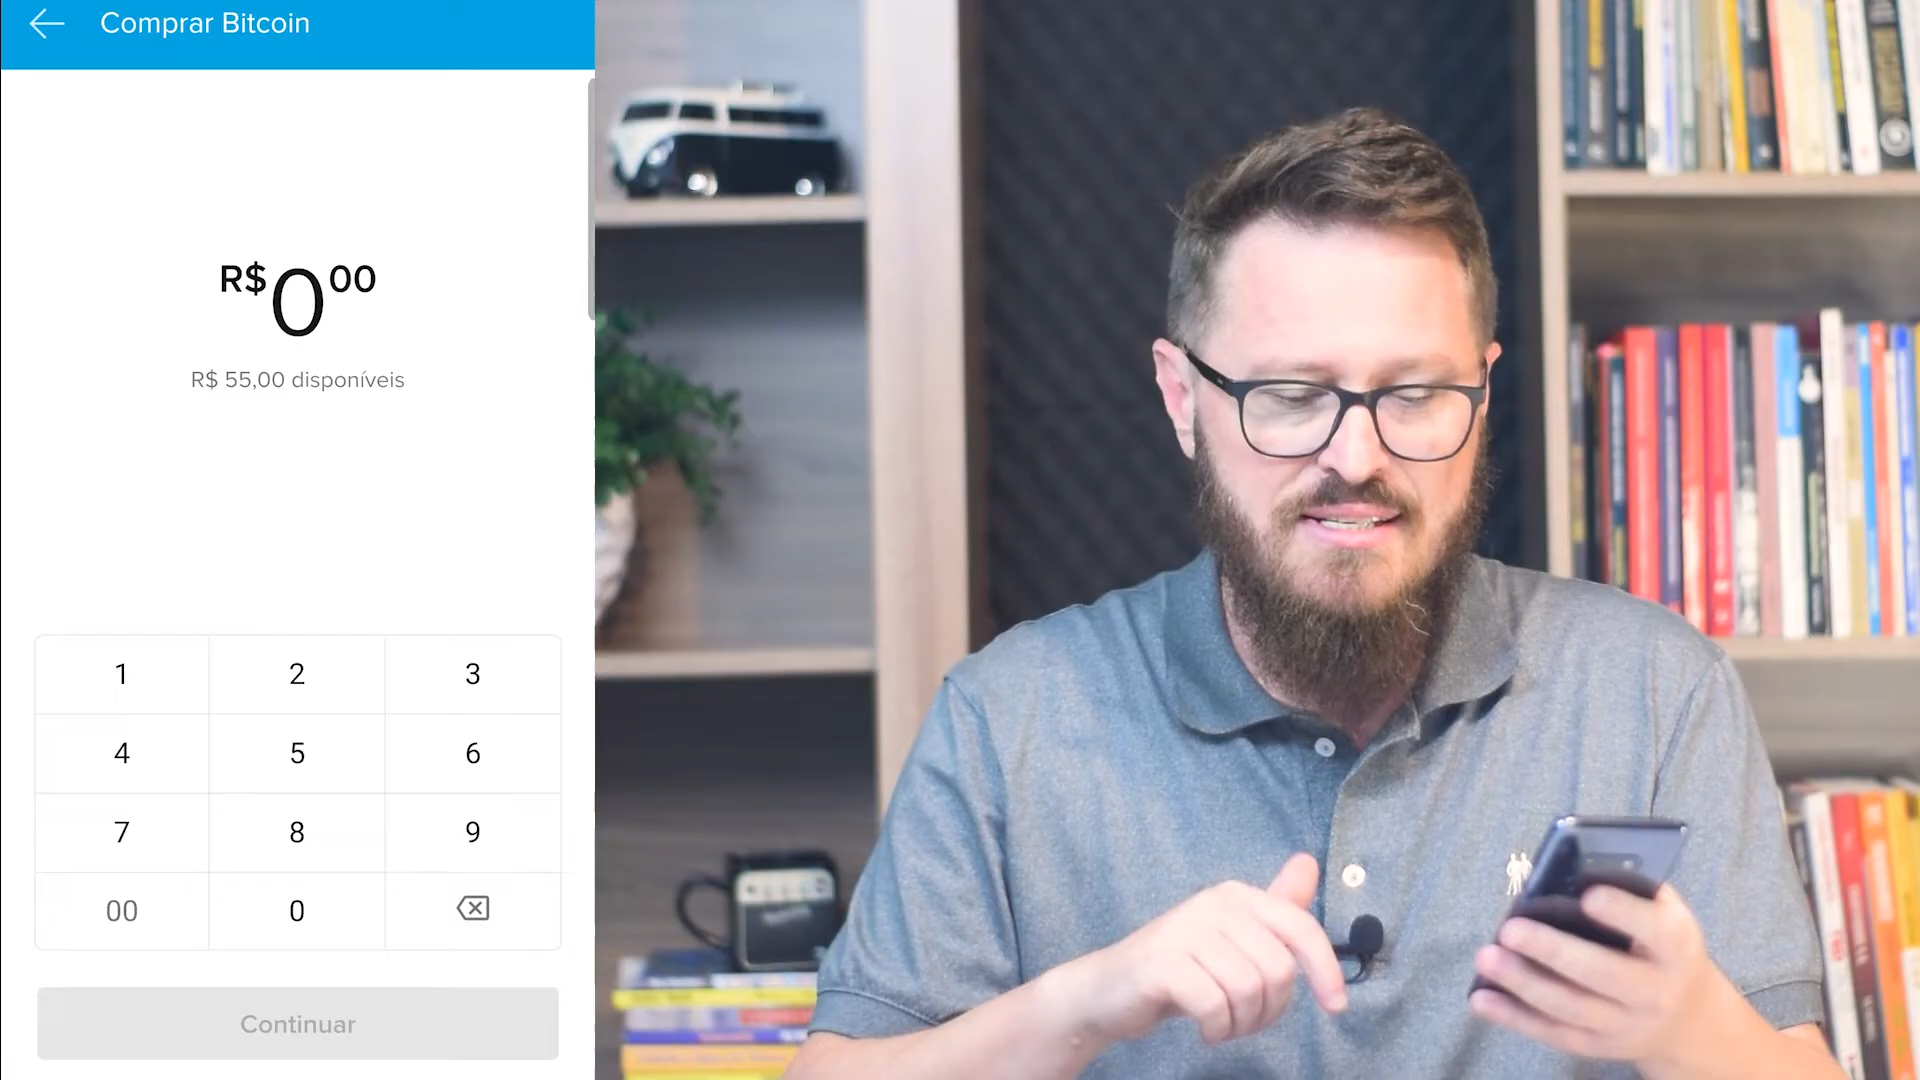 Comprar Bitcoin
R$ 0 00
R$ 55,00 disponíveis
1 2 3
4 5 6
7 8 9
00 0
Continuar